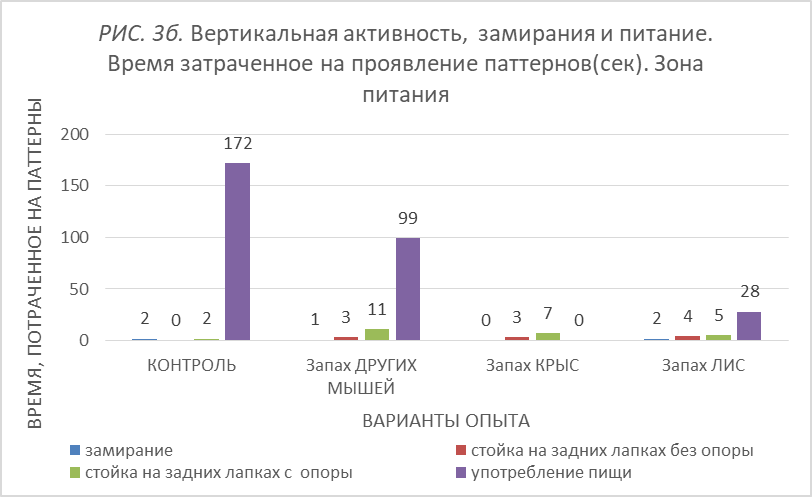 РИС. 3б. Вертикальная активность, замирания и питание.
Время затраченное на проявление паттернов(сек). Зона
питания
ВРЕМЯ, ПОТРАЧЕННОЕ НА ПАТТЕРНЫ
200
150
100
50
0
2 0 2 172
1 3 11 99
0 3 7 0
2 4 5 28
КОНТРОЛЬ
Запах ДРУГИХ
МЫШЕЙ
Запах КРЫС
Запах ЛИС
ВАРИАНТЫ ОПЫТА
замирание
стойка на задних лапках без опоры
стойка на задних лапках с опоры
употребление пищи